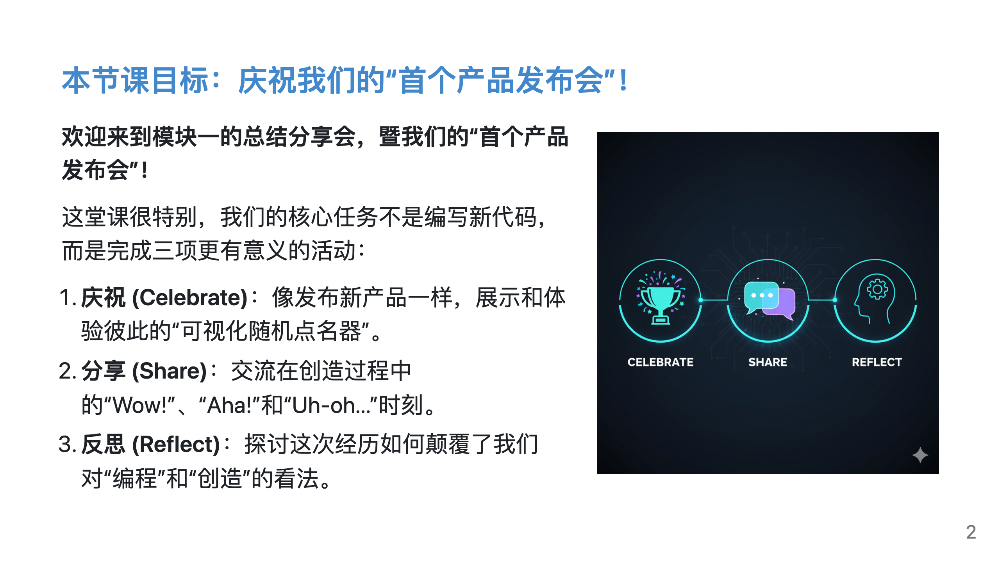 本节课目标：庆祝我们的“首个产品发布会”！
欢迎来到模块一的总结分享会，暨我们的“首个产品
发布会”！
这堂课很特别，我们的核心任务不是编写新代码，
而是完成三项更有意义的活动：
1. 庆祝 (Celebrate)：像发布新产品一样，展示和体
验彼此的“可视化随机点名器”。
2. 分享 (Share)：交流在创造过程中
的“Wow!”、“Aha!”和“Uh-oh...”时刻。
3. 反思 (Reflect)：探讨这次经历如何颠覆了我们
对“编程”和“创造”的看法。
CELEBRATE
SHARE
REFLECT
2